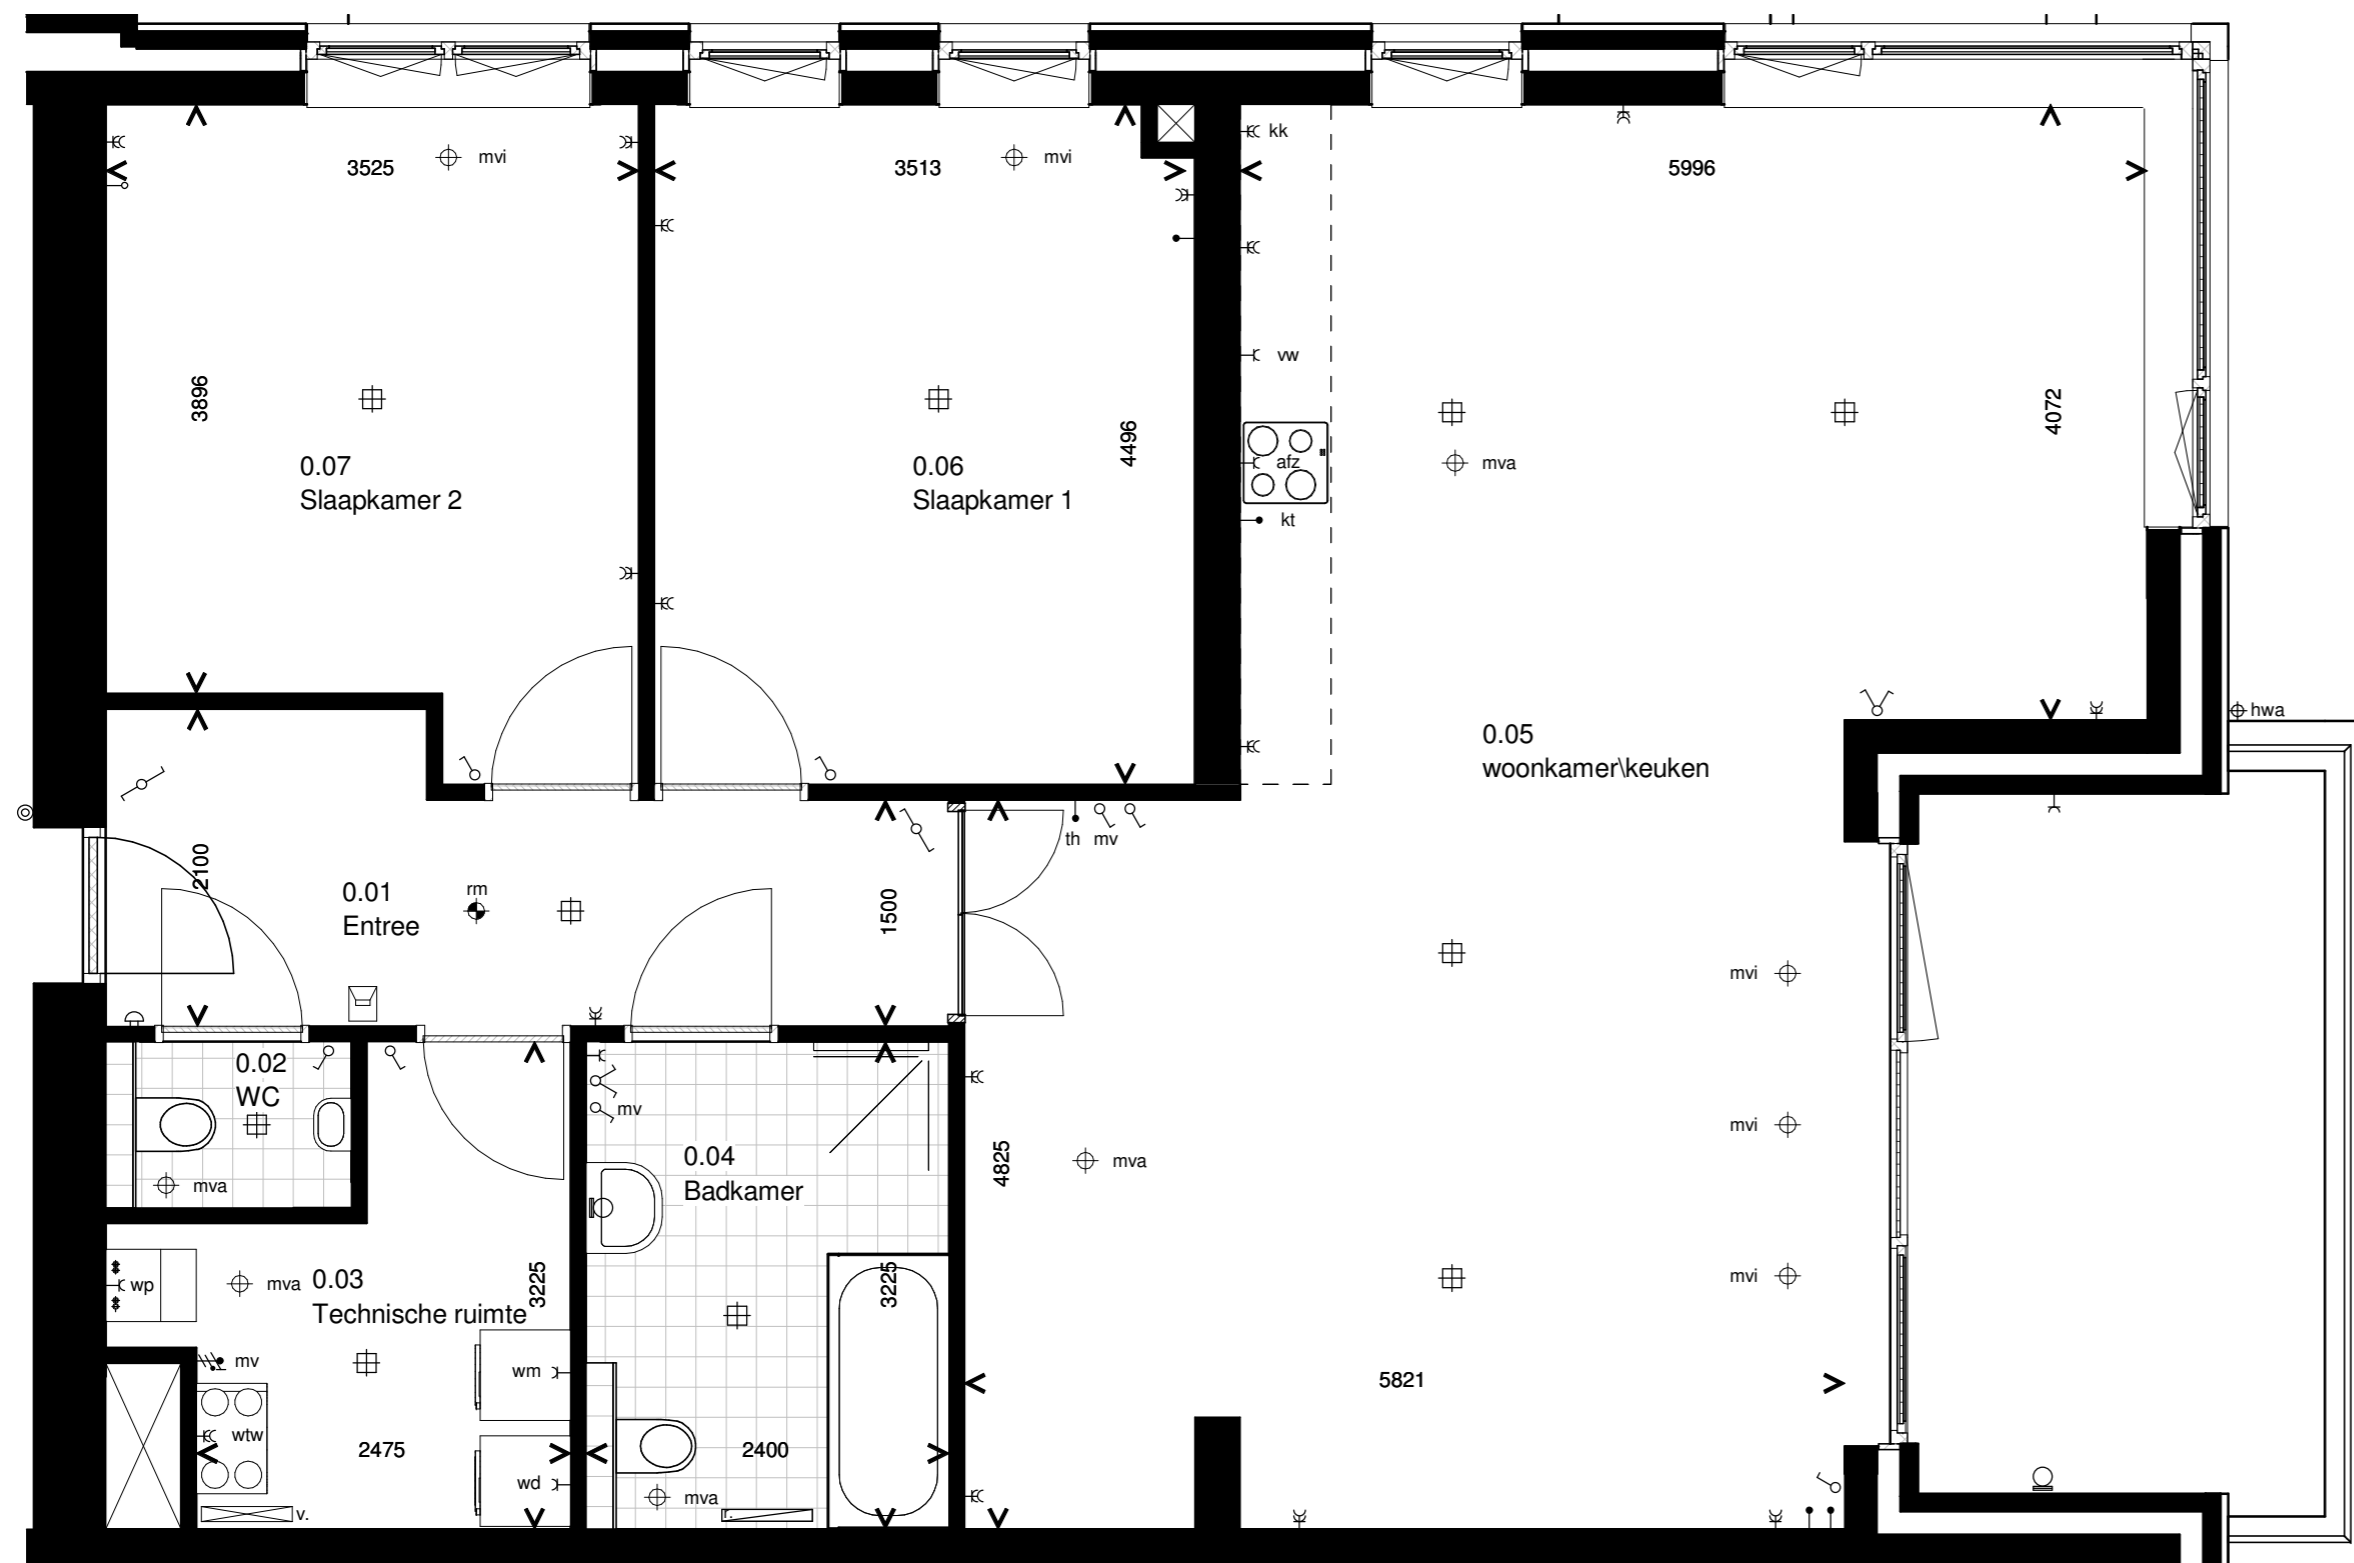 3525
mvi
3513
mvi
kk
5996
3896
4496
vw
4072
0.07
Slaapkamer 2
0.06
Slaapkamer 1
afz
mva
kt
0.05
woonkamer\keuken
hwa
2100
0.01
Entree
rm
1500
th
mv
mvi
0.02
WC
mva
mv
0.04
Badkamer
4825
mva
mvi
wp
mva
0.03
Technische ruimte
3225
3225
mvi
mv
wm
5821
wtw
2475
2400
wd
mva
v.
r.